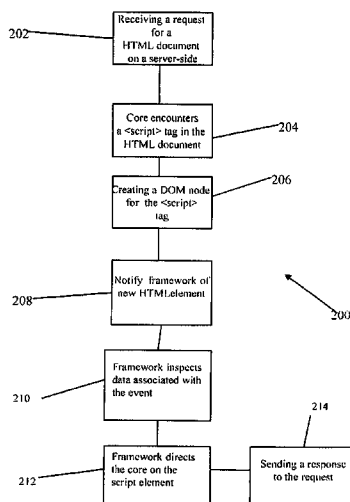 Receiving a request
for a
HTML document
on a server-side
202
Core encounters
a <script> tag in the
HTML document
204
Creating a DOM node
for the <script>
tag
206
Notify framework of
new HTMLelement
208
200
Framework inspects
data associated with
the event
210
214
Framework directs
the core on the
script element
212
Sending a response
to the request